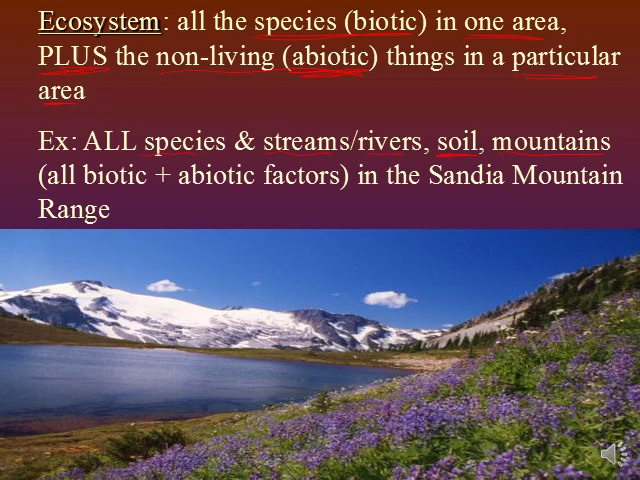 Ecosystem: all the species (biotic) in one area,
PLUS the non-living (abiotic) things in a particular
area
Ex: ALL species & streams/rivers, soil, mountains
(all biotic + abiotic factors) in the Sandia Mountain
Range